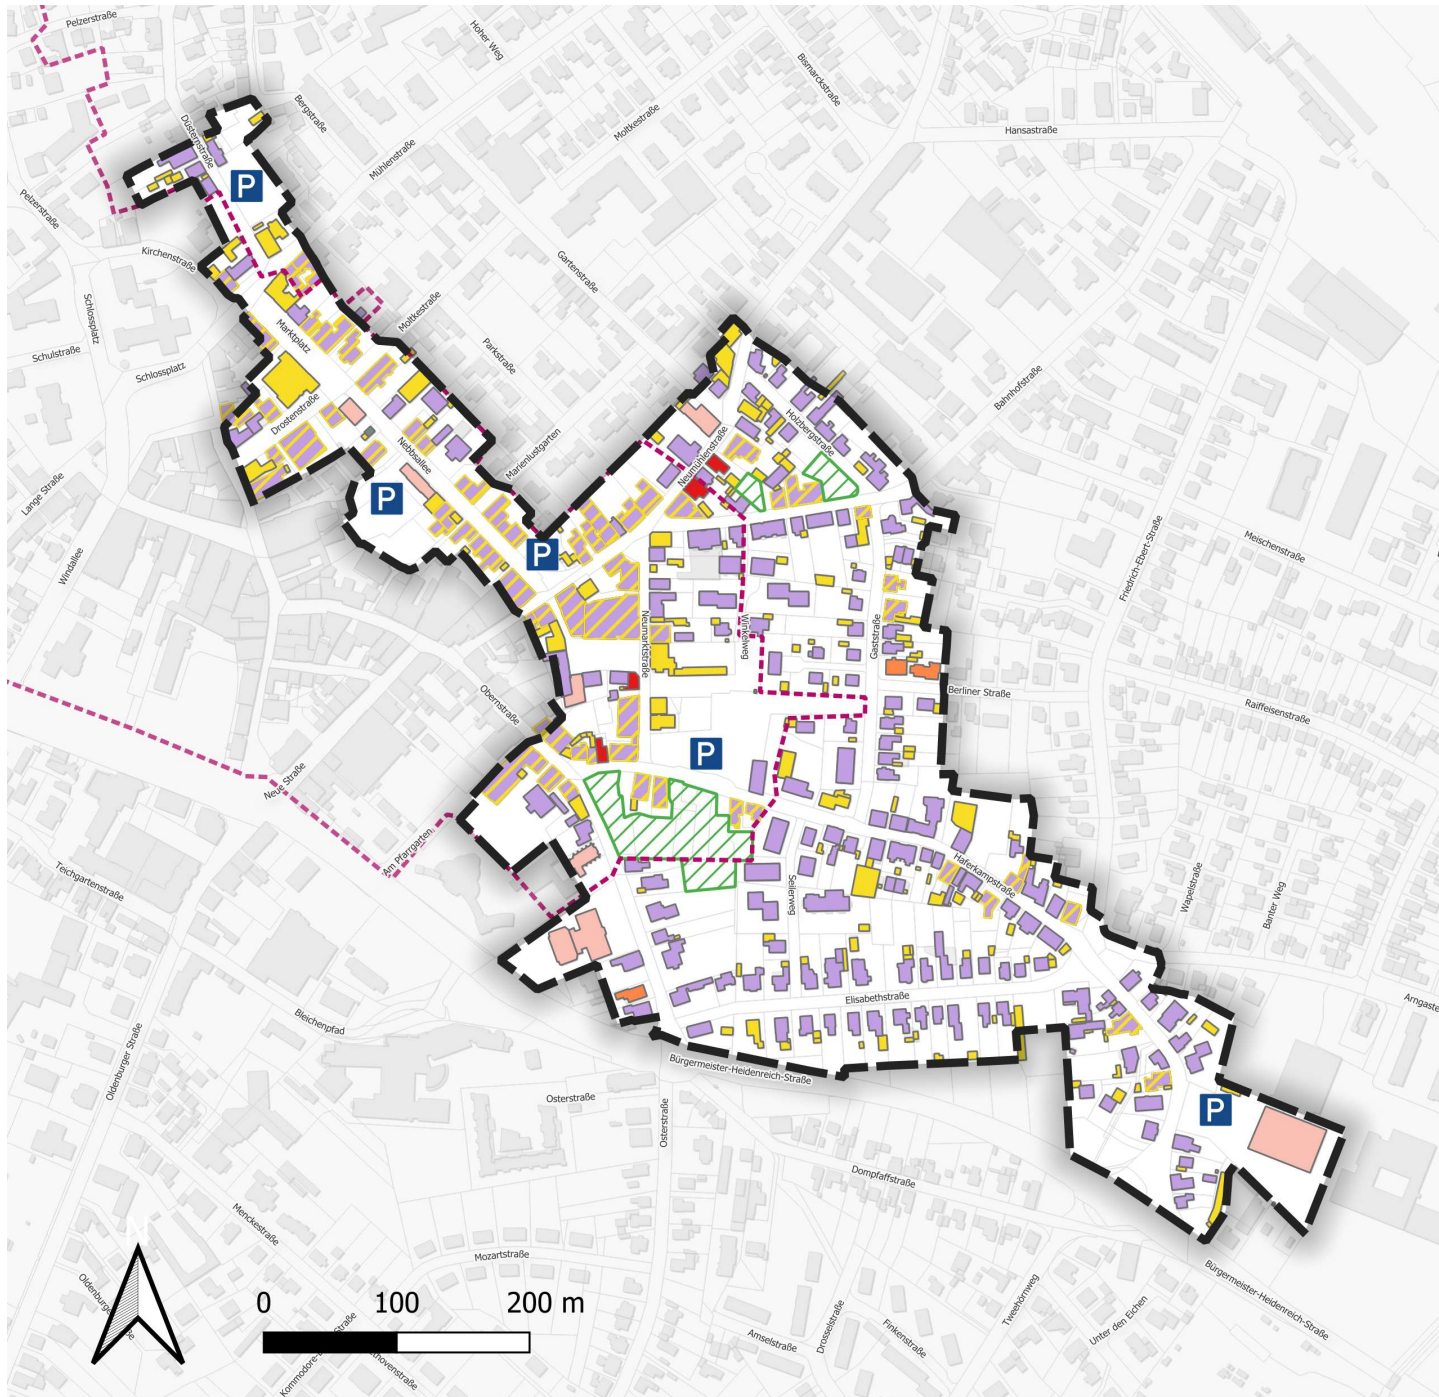 Pelzerstraße
Hoher Weg
Bismarckstraße
Bergstraße
Düsternstraße
Moltkestraße
Hansastraße
Mühlenstraße
P
Pelzerstraße
Kirchenstraße
Gartenstraße
Schlossplatz
Moltkestraße
Marktplatz
Schulstraße
Parkstraße
Schlossplatz
Bahnhofstraße
Drostenstraße
Holzbergstraße
Nebbsallee
Marienlustgarten
Neumühlenstraße
Lange Straße
P
Windallee
P
Meischenstraße
Friedrich-Ebert-Straße
Neumarktstraße
Winkelweg
Gaststraße
Berliner Straße
Raiffeisenstraße
Obernstraße
P
Neue Straße
Am Pfarrgarten
Teichgartenstraße
Haferkampstraße
Seilerweg
Wapelstraße
Banter Weg
Elisabethstraße
Arngaste
Bleichenpfad
Oldenburger Straße
Bürgermeister-Heidenreich-Straße
Osterstraße
Osterstraße
P
Dompfaffstraße
Menckestraße
Mozartstraße
Bürgermeister-Heidenreich-Straße
Tweehörnweg
Unter den Eichen
0 100 200 m
Amselstraße
Drosselstraße
Finkenstraße